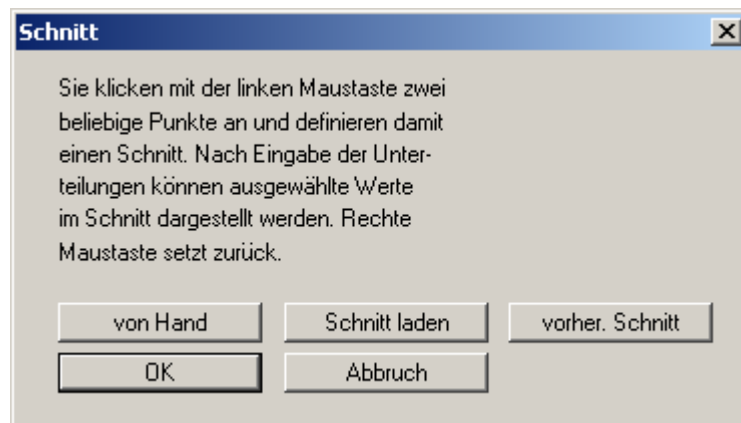 Schnitt
Sie klicken mit der linken Maustaste zwei
beliebige Punkte an und definieren damit
einen Schnitt. Nach Eingabe der Unter-
teilungen können ausgewählte Werte
im Schnitt dargestellt werden. Rechte
Maustaste setzt zurück.
von Hand Schnitt laden vorher. Schnitt
OK Abbruch